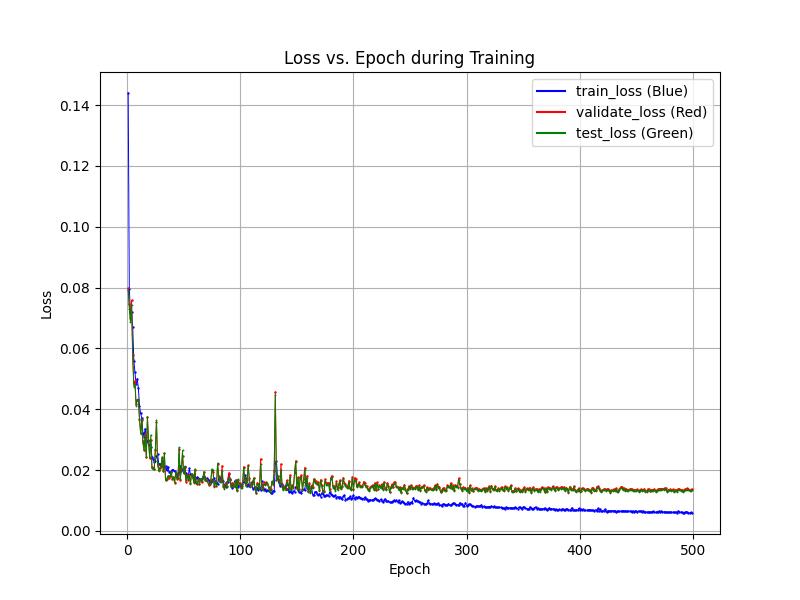 Loss vs. Epoch during Training
train_loss (Blue)
validate_loss (Red)
test_loss (Green)
0.14
0.12
0.10
0.08
0.06
0.04
0.02
0.00
Loss
0 100 200 300 400 500
Epoch